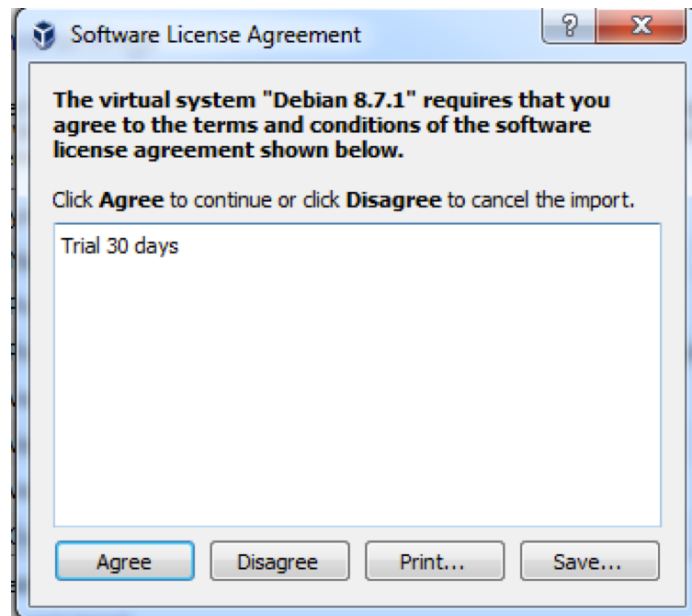 Software License Agreement
?
The virtual system "Debian 8.7.1" requires that you
agree to the terms and conditions of the software
license agreement shown below.
Click Agree to continue or click Disagree to cancel the import.
Trial 30 days
Agree Disagree Print... Save...